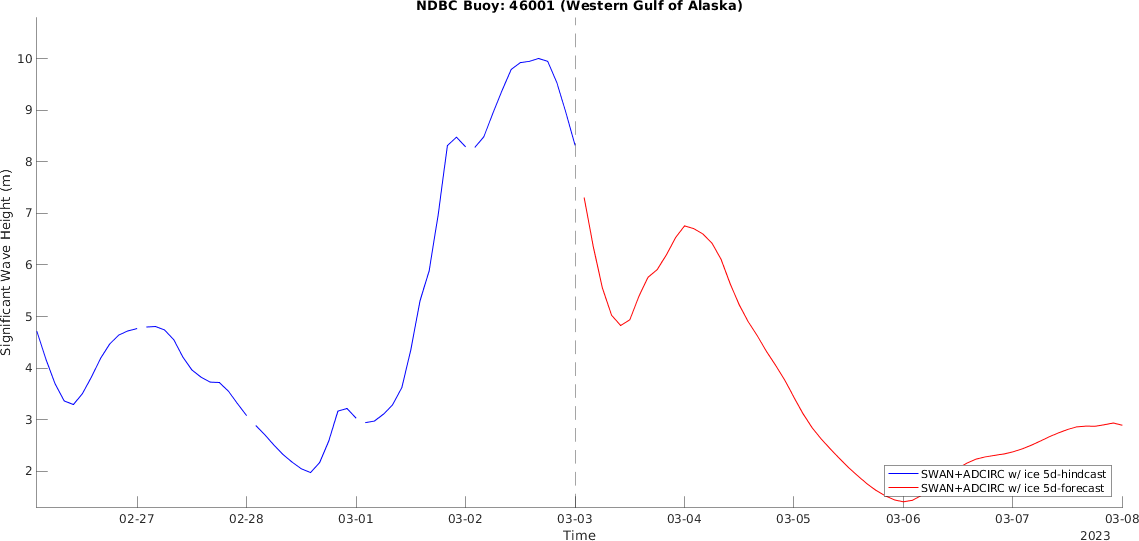 NDBC Buoy: 46001 (Western Gulf of Alaska)
Significant Wave Height (m)
10
9
8
7
6
5
4
3
2
SWAN+ADCIRC w/ ice 5d-hindcast
SWAN+ADCIRC w/ ice 5d-forecast
02-27 02-28 03-01 03-02 03-03 03-04 03-05 03-06 03-07 03-08
Time
2023